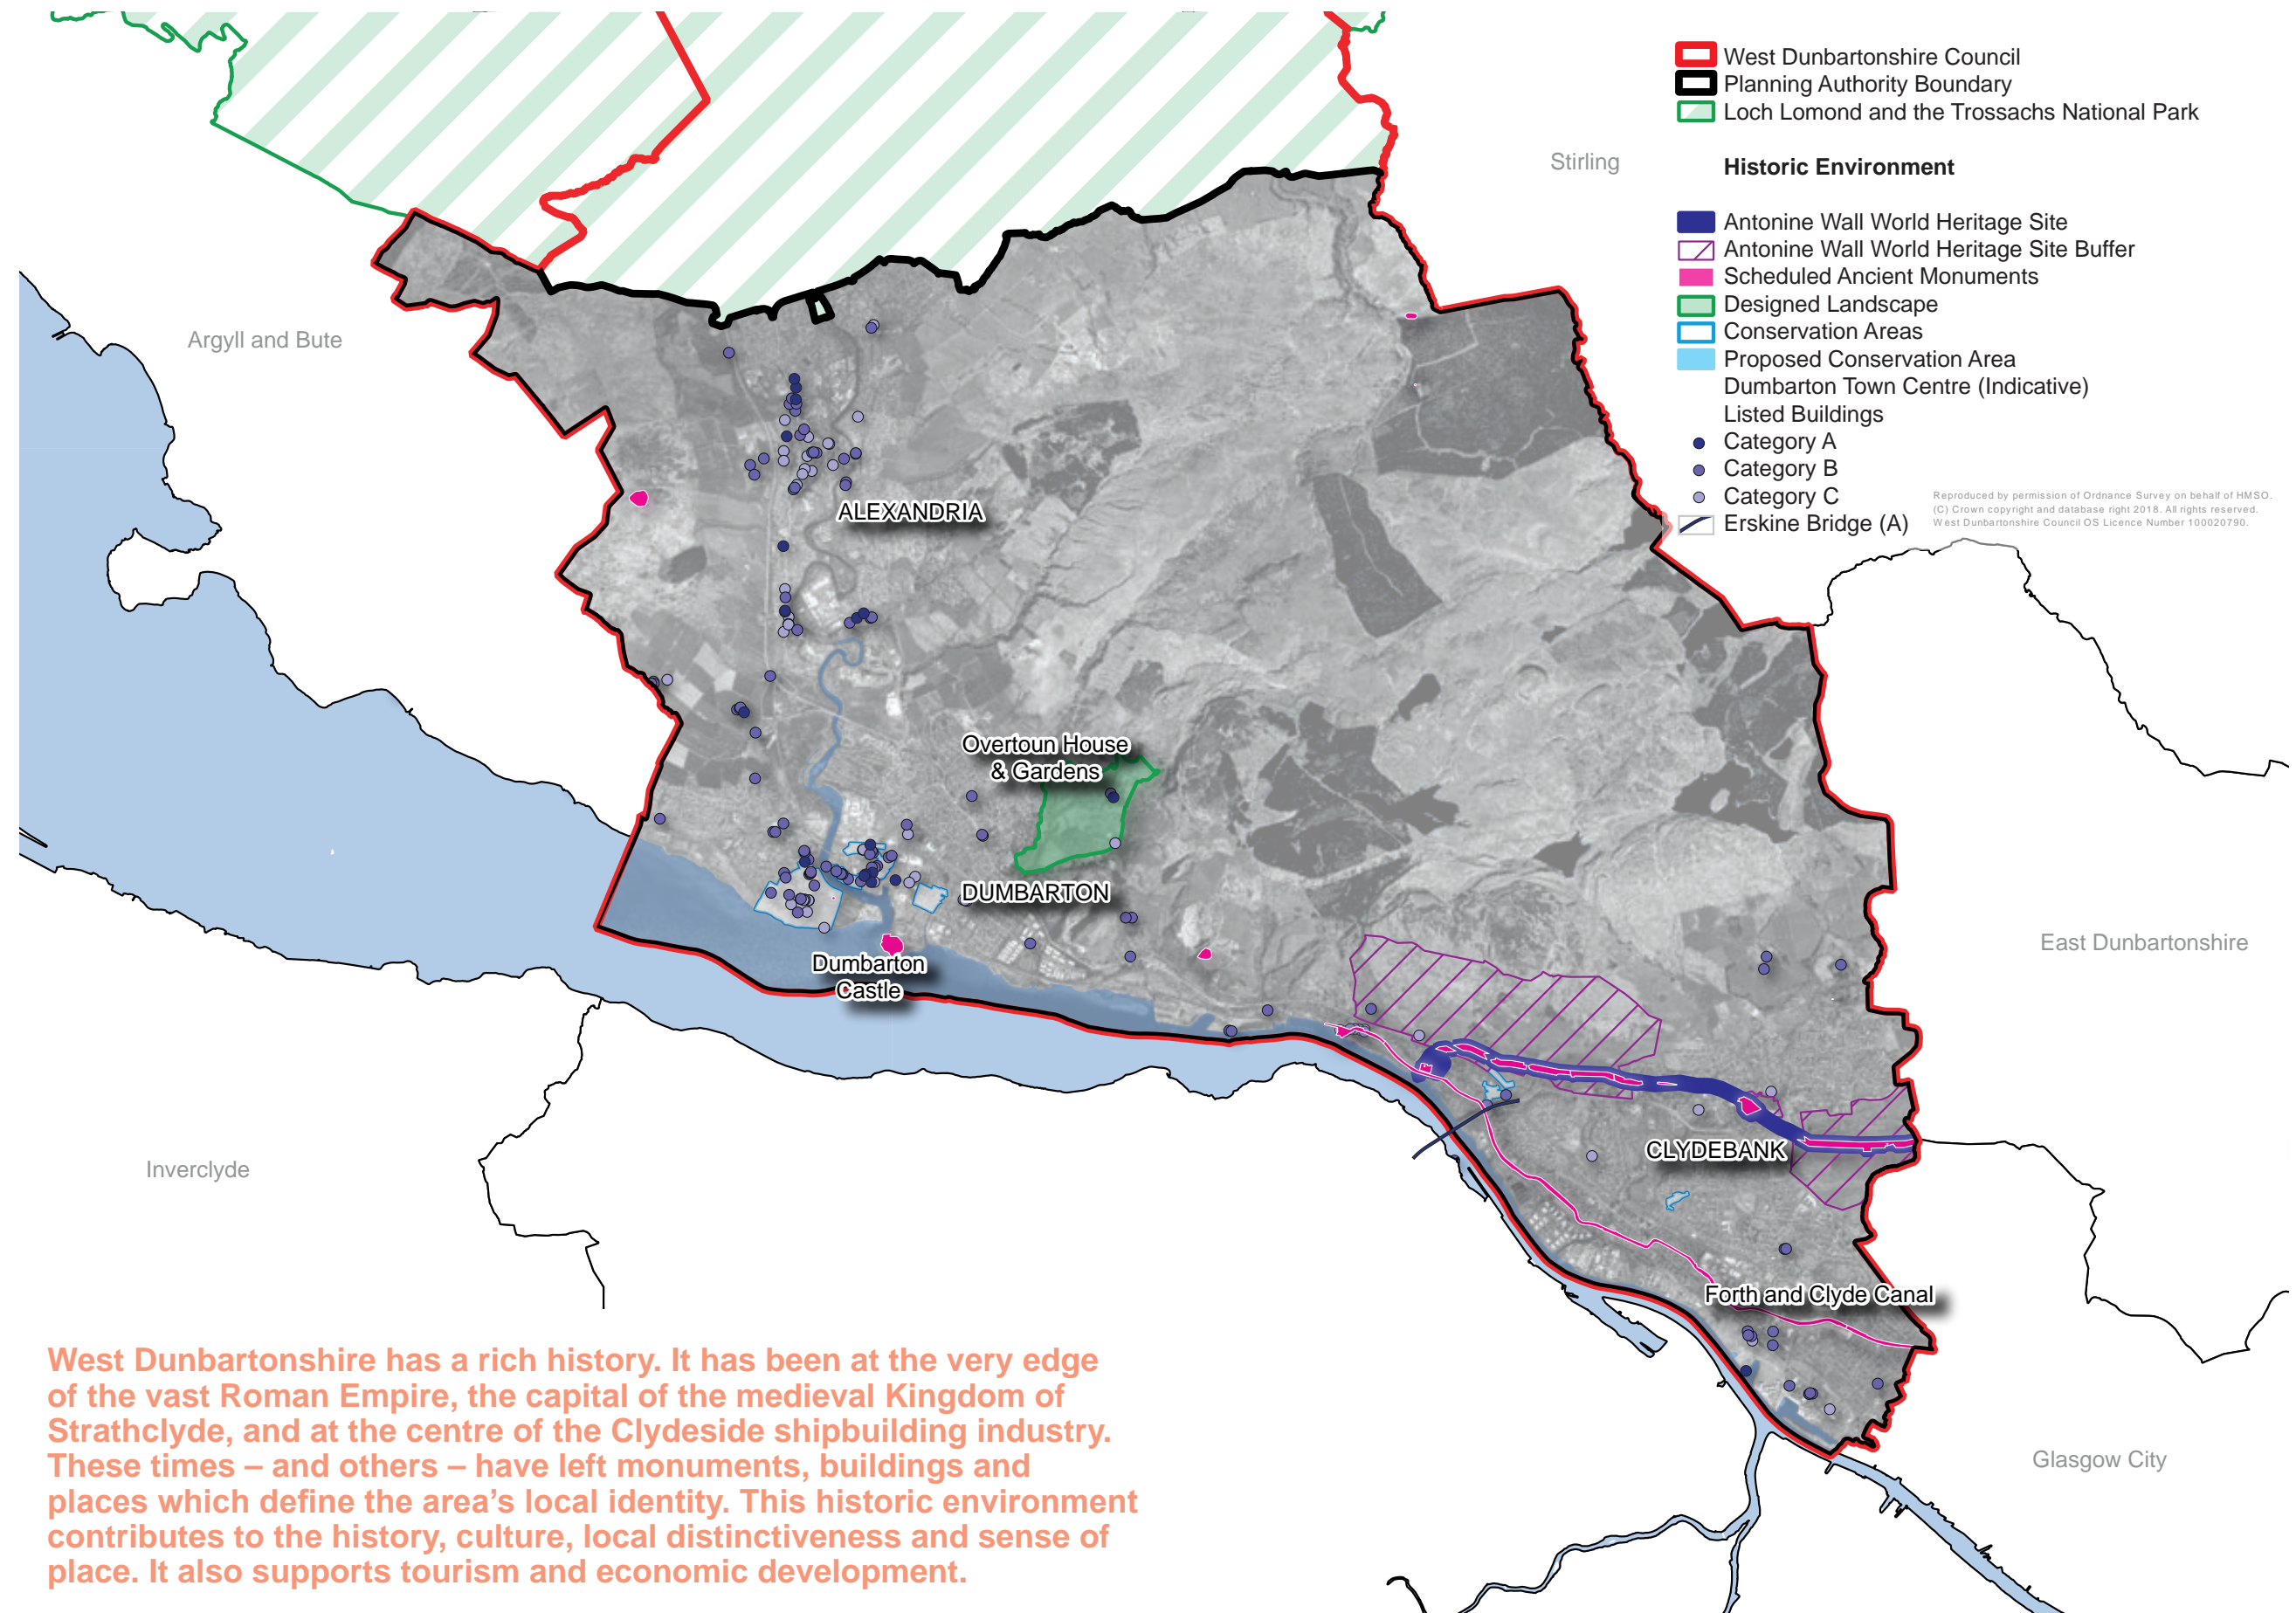 West Dunbartonshire Council
Planning Authority Boundary
Loch Lomond and the Trossachs National Park
Stirling
Historic Environment
Antonine Wall World Heritage Site
Antonine Wall World Heritage Site Buffer
Scheduled Ancient Monuments
Designed Landscape
Conservation Areas
Proposed Conservation Area
Dumbarton Town Centre (Indicative)
Listed Buildings
Category A
Category B
Category C
Erskine Bridge (A)
Reproduced by permission of Ordnance Survey on behalf of HMSO.
(C) Crown copyright and database right 2018. All rights reserved.
West Dunbartonshire Council OS Licence Number 100020790.
Argyll and Bute
ALEXANDRIA
Overtoun House
& Gardens
DUMBARTON
Dumbarton
Castle
East Dunbartonshire
CLYDEBANK
Inverclyde
Forth and Clyde Canal
Glasgow City
West Dunbartonshire has a rich history. It has been at the very edge
of the vast Roman Empire, the capital of the medieval Kingdom of
Strathclyde, and at the centre of the Clydeside shipbuilding industry.
These times – and others – have left monuments, buildings and
places which define the area’s local identity. This historic environment
contributes to the history, culture, local distinctiveness and sense of
place. It also supports tourism and economic development.